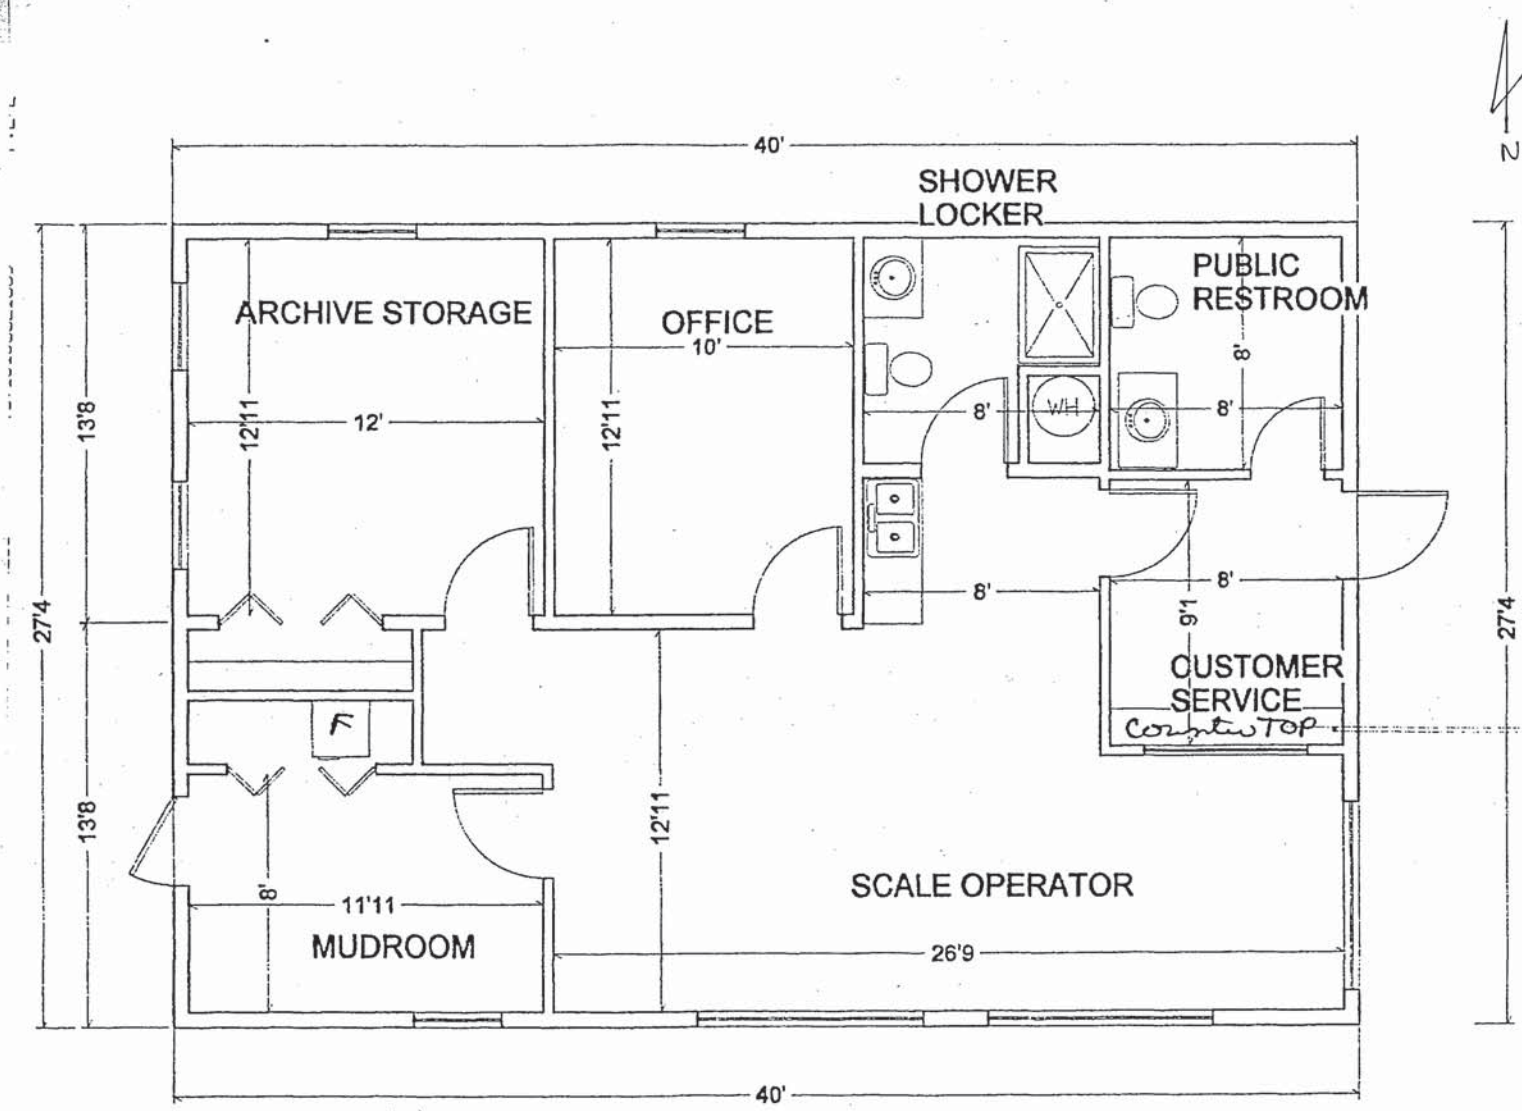 40'
SHOWER
LOCKER
PUBLIC
RESTROOM
ARCHIVE STORAGE
OFFICE
10'
8'
13'8
12'11
12'
12'11
8'
WH
8'
27'4
8'
8'
9'1
27'4
CUSTOMER
SERVICE
Counter TOP
F
13'8
12'11
8'
11'11
SCALE OPERATOR
MUDROOM
26'9
40'